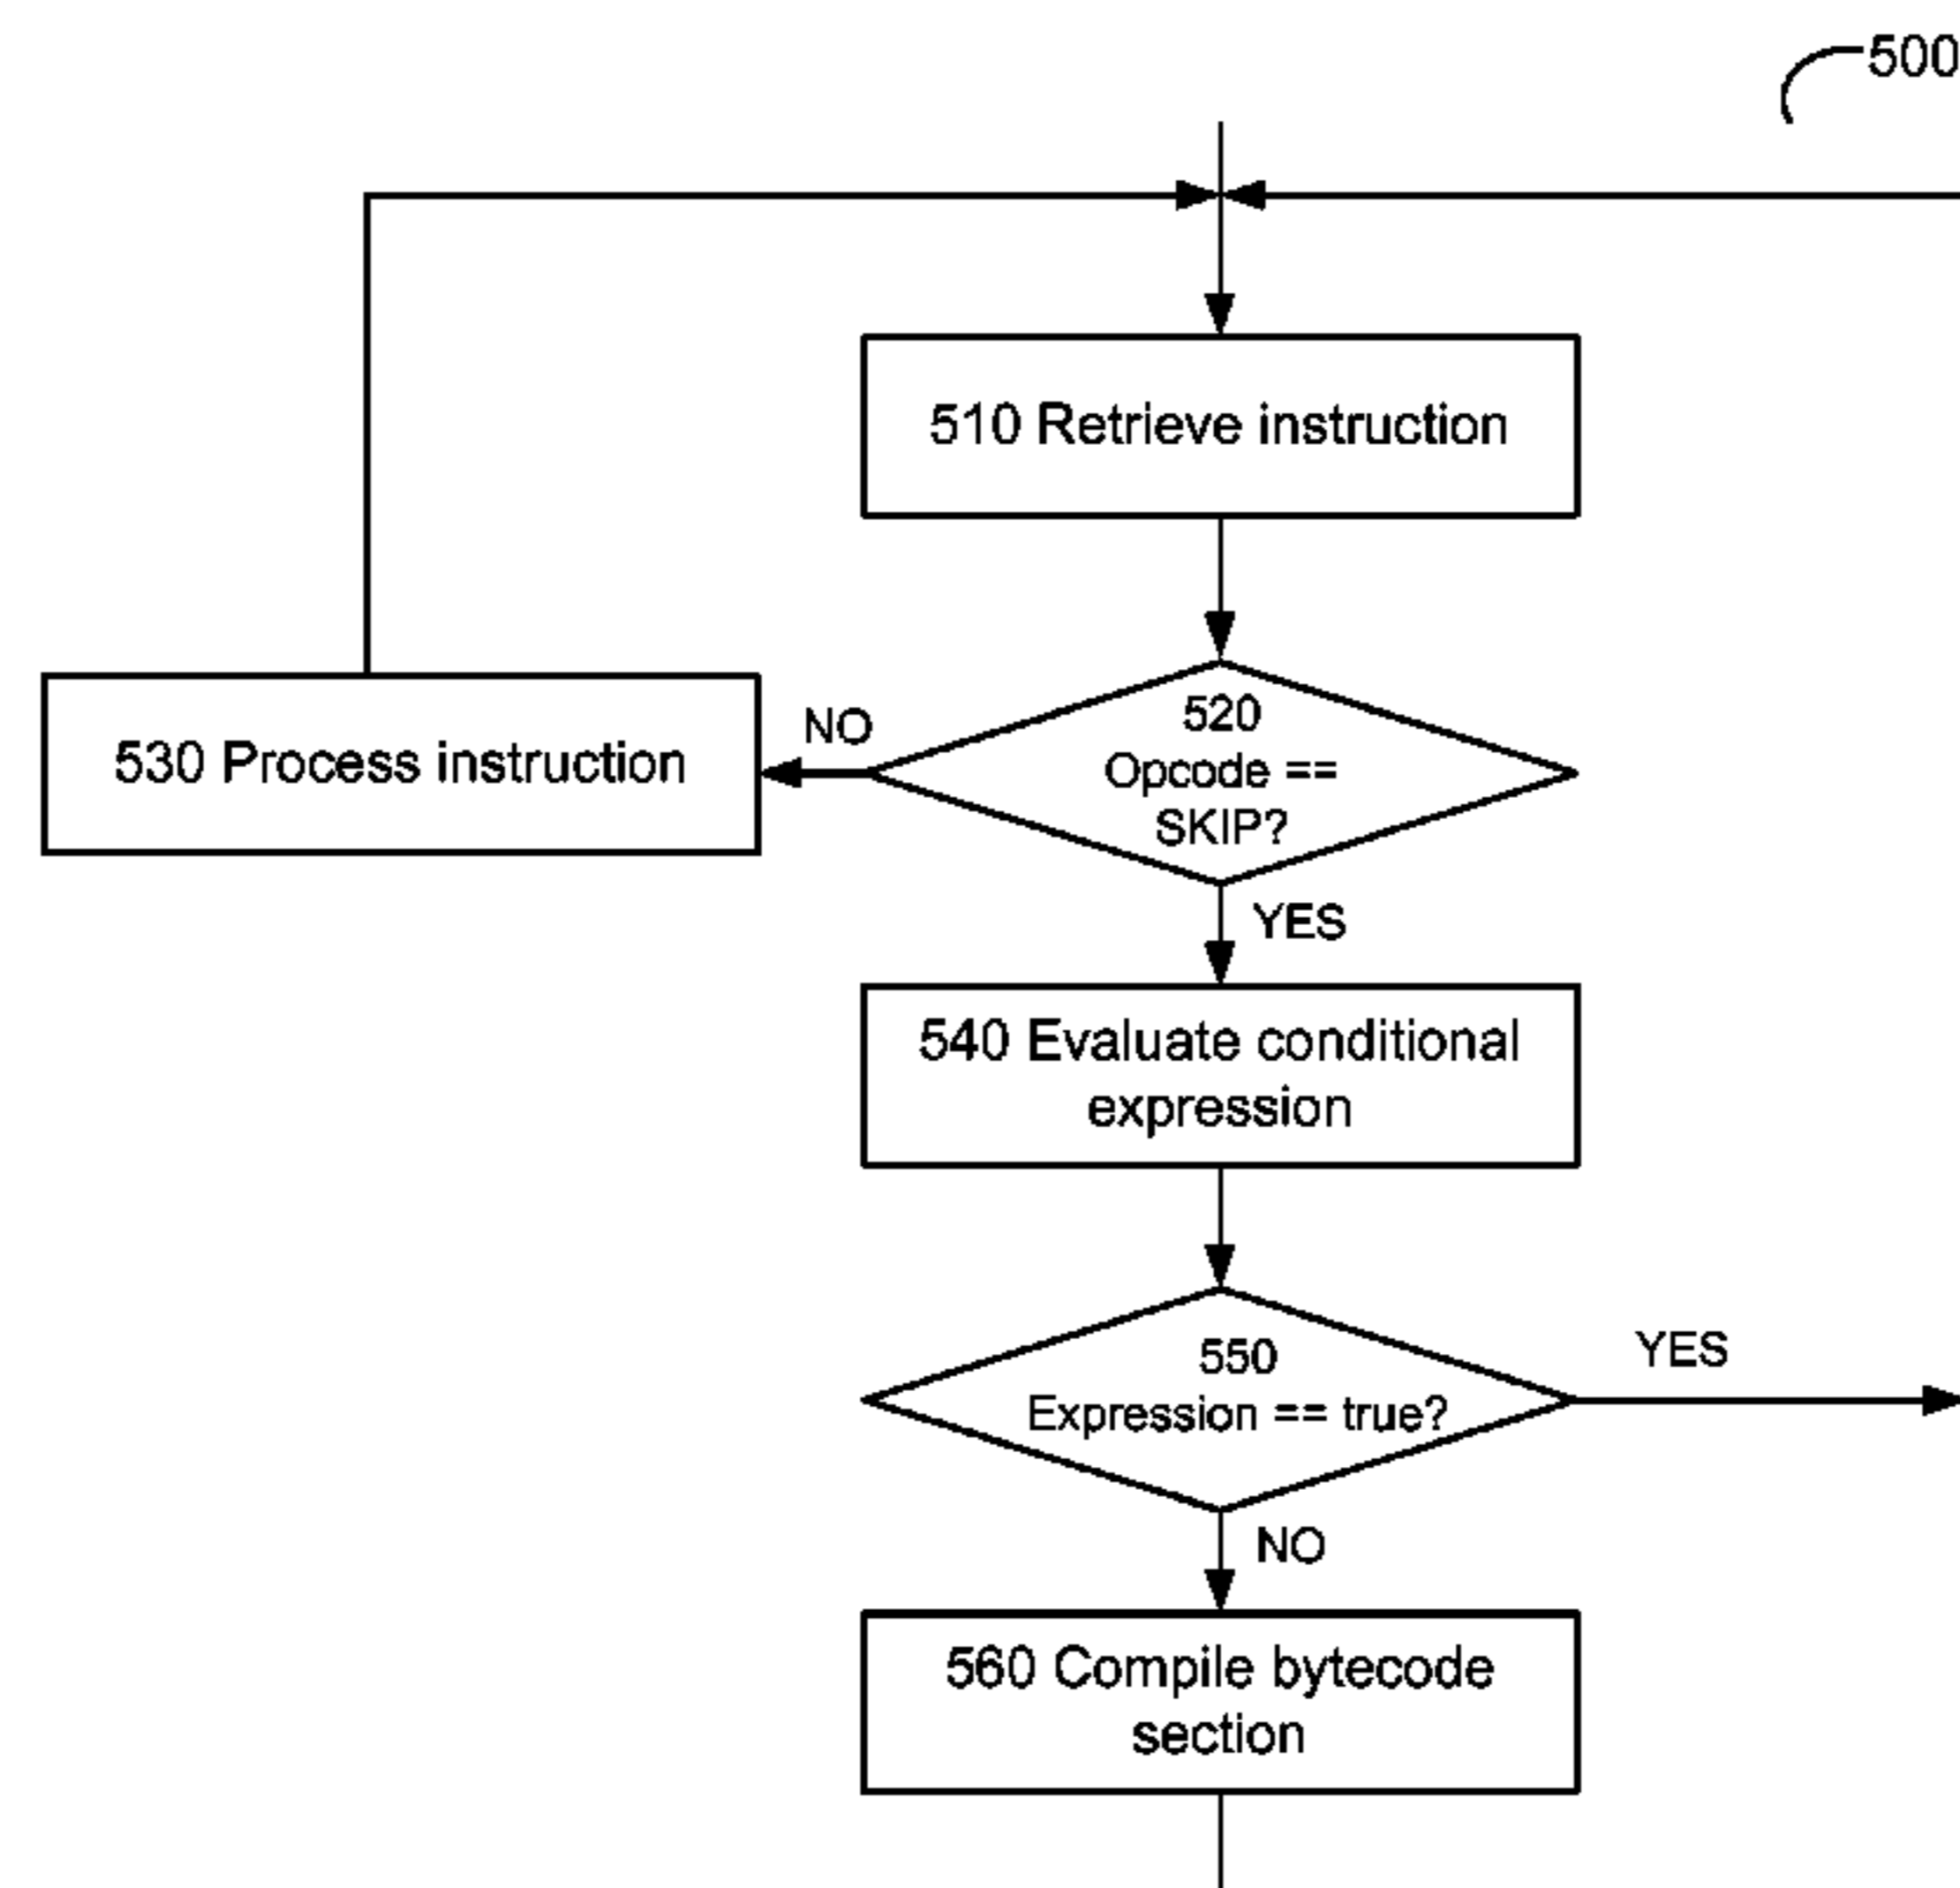 500
510 Retrieve instruction
520
Opcode ==
SKIP?
NO
530 Process instruction
YES
540 Evaluate conditional
expression
550
Expression == true?
YES
NO
560 Compile bytecode
section